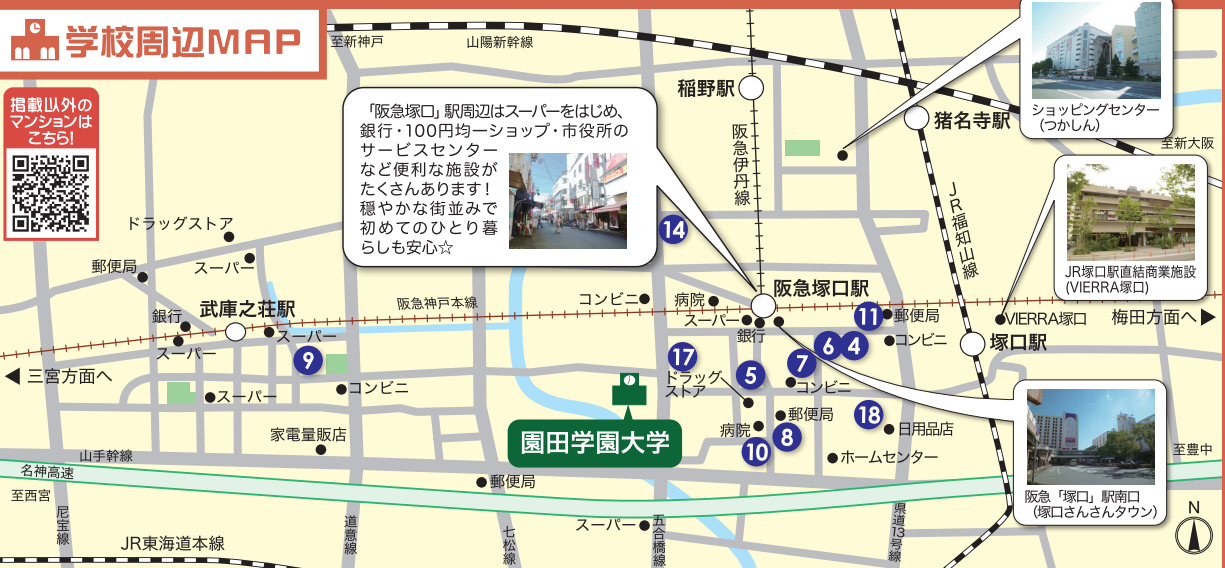 学校周辺MAP
掲載以外の
マンションは
こちら!
至新神戸
山陽新幹線
「阪急塚口」駅周辺はスーパーをはじめ、
銀行・100円均一ショップ・市役所の
サービスセンター
など便利な施設が
たくさんあります!
穏やかな街並みで
初めてのひとり暮
らしも安心☆
稲野駅
阪急伊丹線
猪名寺駅
JR福知山線
ショッピングセンター
(つかしん)
至新大阪
JR塚口駅直結商業施設
(VIERRA塚口)
ドラッグストア
郵便局
スーパー
14
銀行
武庫之荘駅
スーパー
スーパー
阪急神戸本線
コンビニ
病院
スーパー
銀行
阪急塚口駅
11
郵便局
コンビニ
VIERRA塚口
梅田方面へ▶
塚口駅
◀三宮方面へ
9
スーパー
コンビニ
17
ドラッグ
ストア
5
7
6
4
コンビニ
園田学園大学
郵便局
病院
10
8
18
日用品店
ホームセンター
家電量販店
山手幹線
名神高速
至西宮
郵便局
スーパー
尼宝線
道意線
七松線
五合橋線
県道13号線
JR東海道本線
阪急「塚口」駅南口
(塚口さんさんタウン)
至豊中
N